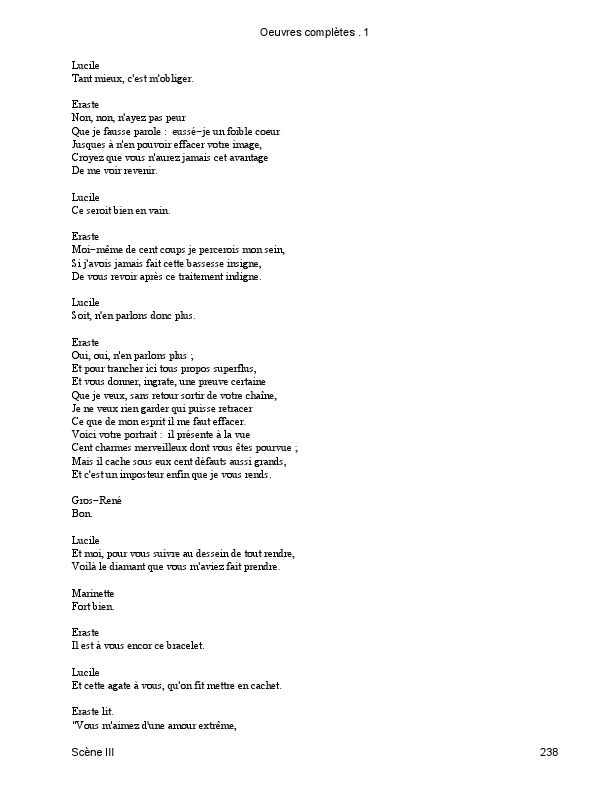 Oeuvres complètes . 1
Lucile
Tant mieux, c'est m'obliger.
Eraste
Non, non, n'ayez pas peur
Que je fausse parole :  eussé−je un foible coeur
Jusques à n'en pouvoir effacer votre image,
Croyez que vous n'aurez jamais cet avantage
De me voir revenir.
Lucile
Ce seroit bien en vain.
Eraste
Moi−même de cent coups je percerois mon sein,
Si j'avois jamais fait cette bassesse insigne,
De vous revoir après ce traitement indigne.
Lucile
Soit, n'en parlons donc plus.
Eraste
Oui, oui, n'en parlons plus ;
Et pour trancher ici tous propos superflus,
Et vous donner, ingrate, une preuve certaine
Que je veux, sans retour sortir de votre chaîne,
Je ne veux rien garder qui puisse retracer
Ce que de mon esprit il me faut effacer.
Voici votre portrait :  il présente à la vue
Cent charmes merveilleux dont vous êtes pourvue ;
Mais il cache sous eux cent défauts aussi grands,
Et c'est un imposteur enfin que je vous rends.
Gros−René
Bon.
Lucile
Et moi, pour vous suivre au dessein de tout rendre,
Voilà le diamant que vous m'aviez fait prendre.
Marinette
Fort bien.
Eraste
Il est à vous encor ce bracelet.
Lucile
Et cette agate à vous, qu'on fit mettre en cachet.
Eraste lit.
"Vous m'aimez d'une amour extrême,
Scène III 238